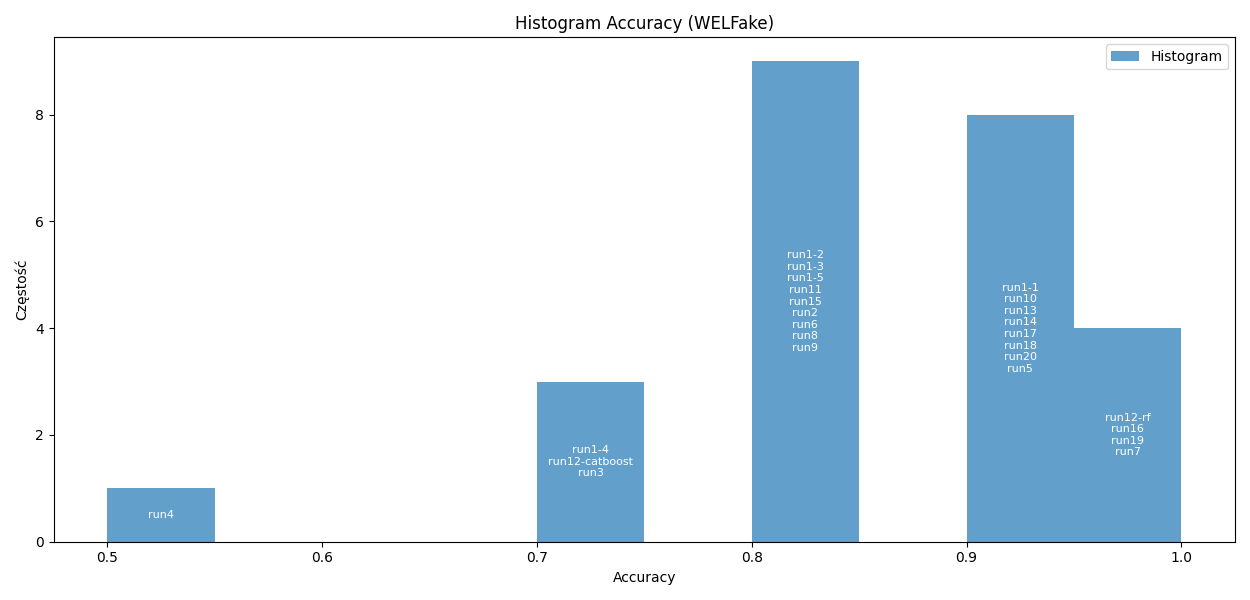 Histogram Accuracy (WELFake)
Histogram
Częstość
8
6
4
2
0
run4
run1-4
run12-catboost
run3
run1-2
run1-3
run1-5
run11
run15
run2
run6
run8
run9
run1-1
run10
run13
run14
run17
run18
run20
run5
run12-rf
run16
run19
run7
0.5 0.6 0.7 0.8 0.9 1.0
Accuracy